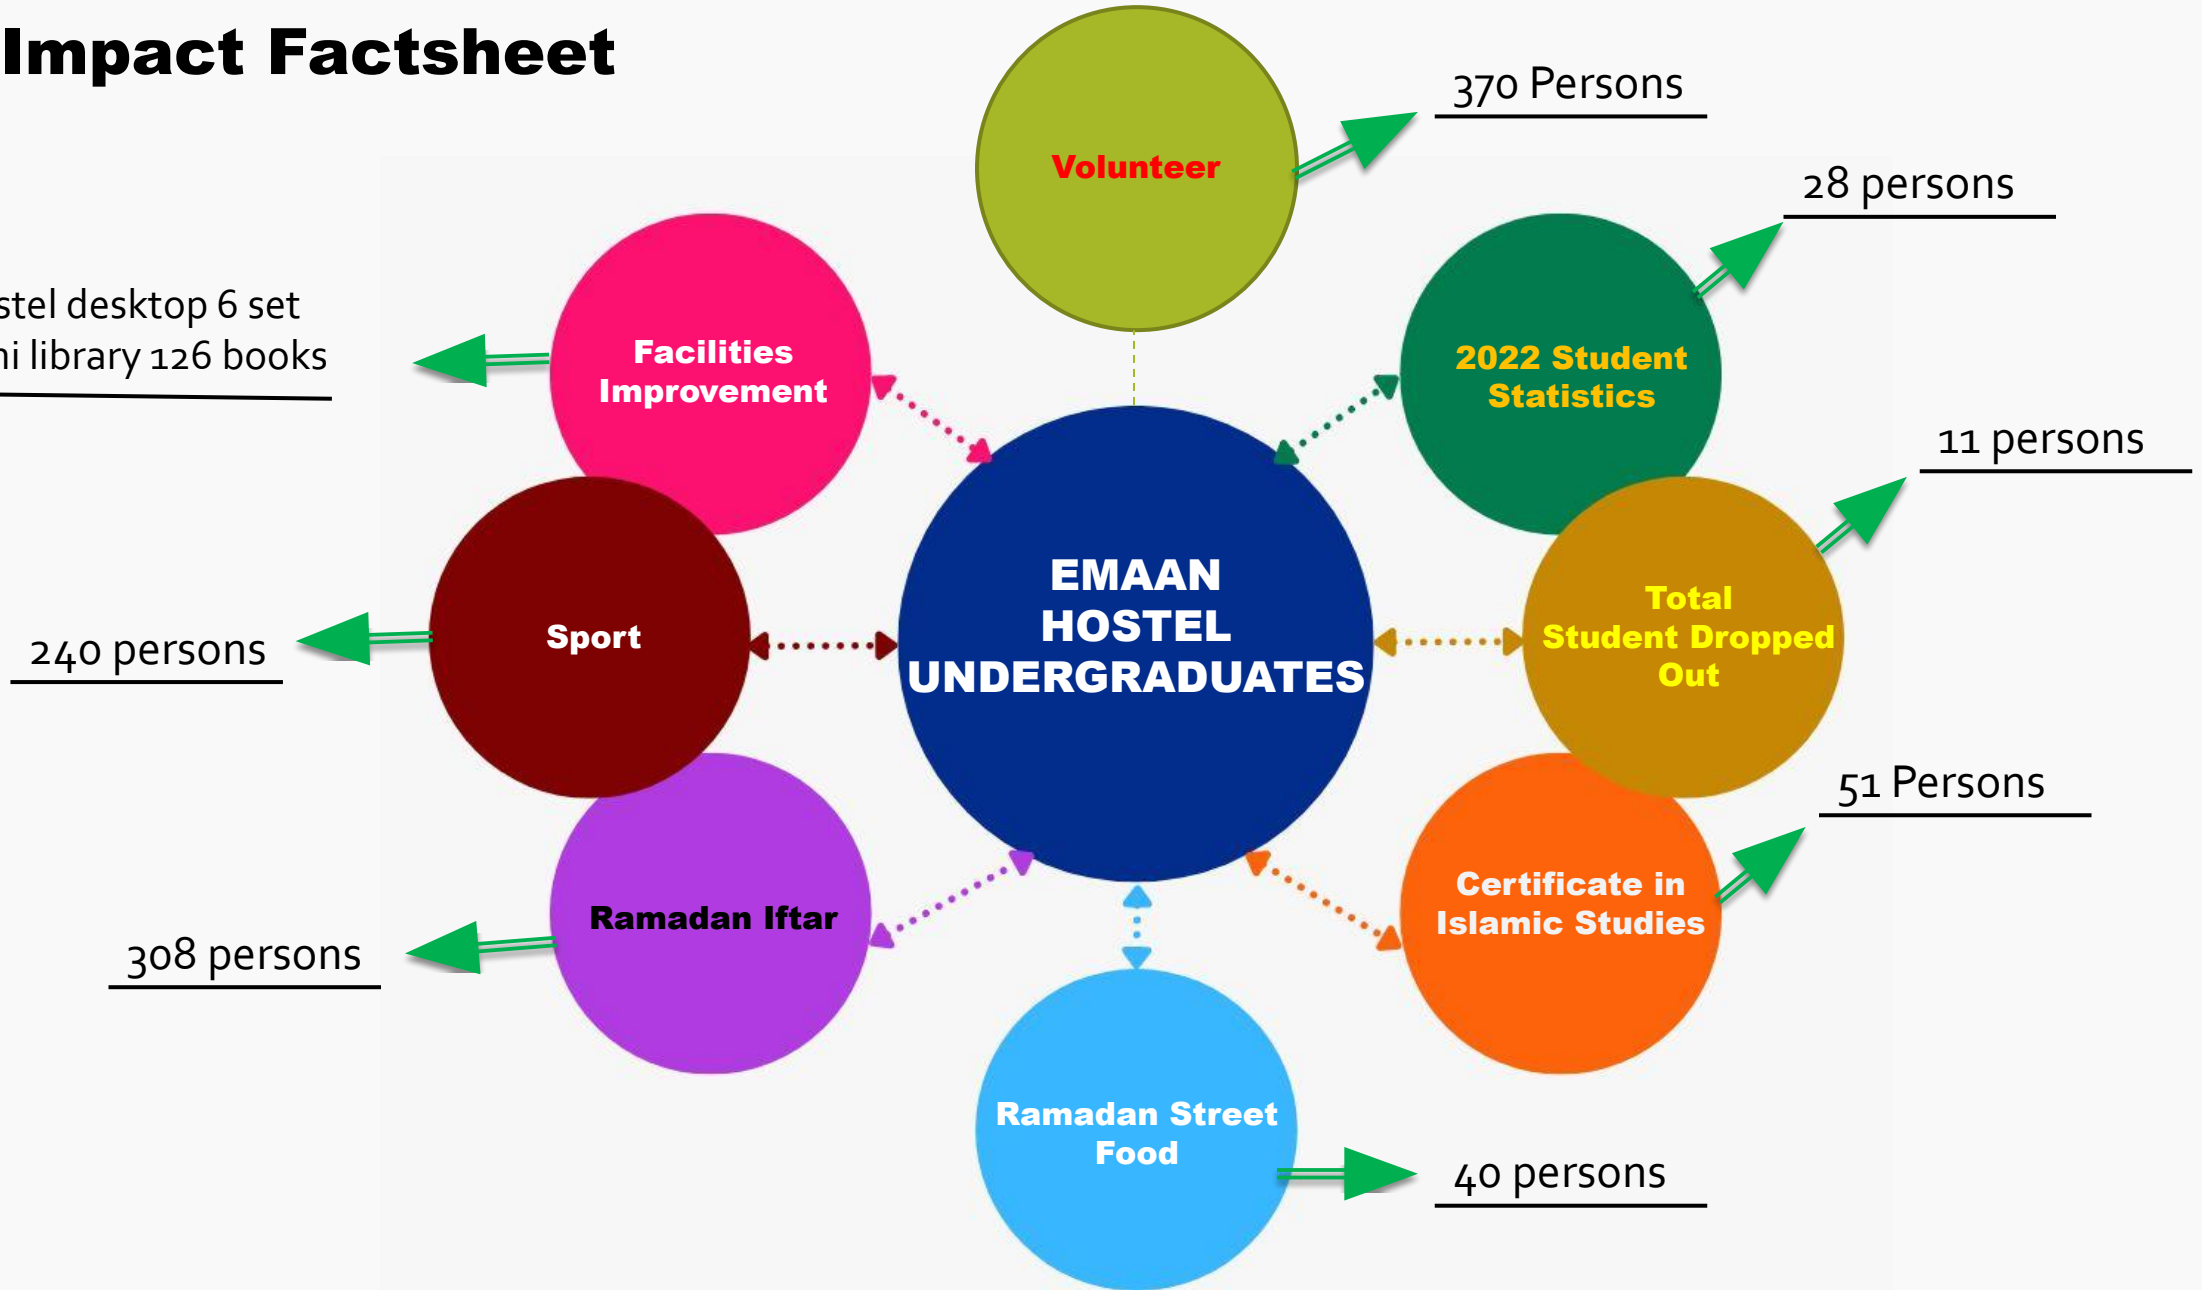 Impact Factsheet
Volunteer
370 Persons
28 persons
2022 Student
Statistics
11 persons
Total
Student Dropped
Out
51 Persons
Certificate in
Islamic Studies
Ramadan Street
Food
40 persons
Ramadan Iftar
308 persons
Sport
240 persons
Facilities
Improvement
desktop 6 set
library 126 books
EMAAN
HOSTEL
UNDERGRADUATES